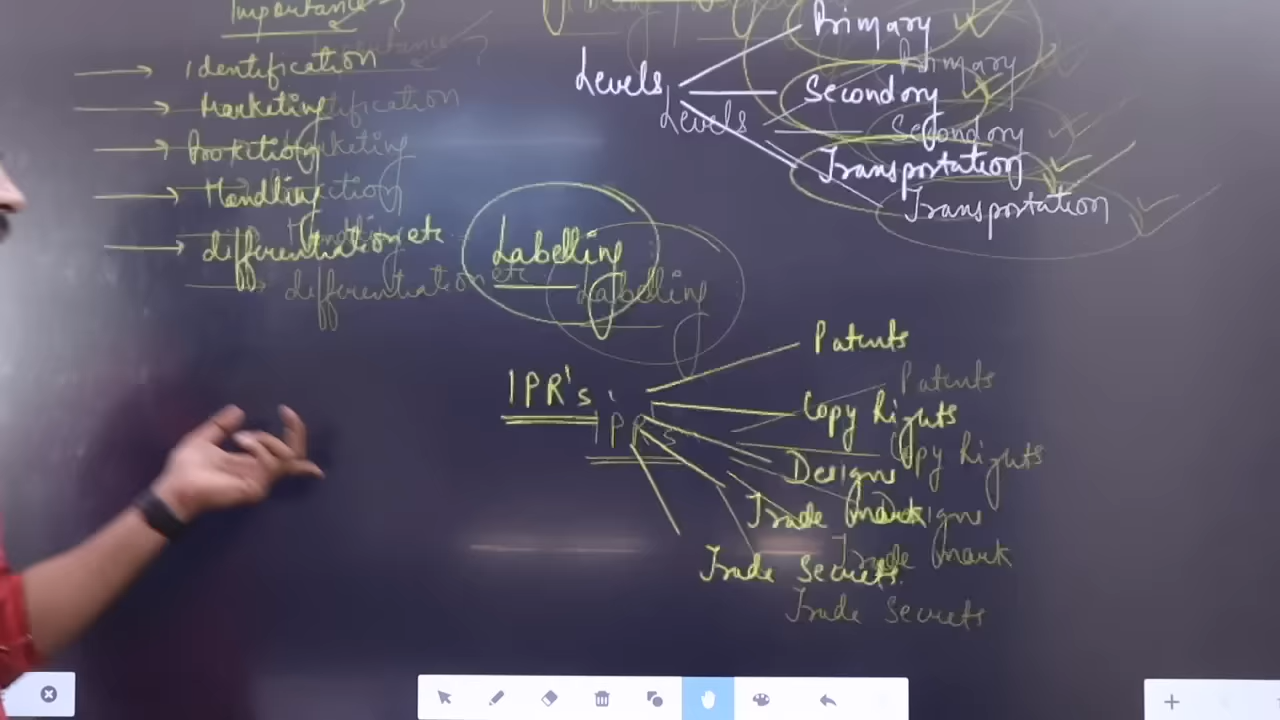 Importance ?
Identification
Marketing
Protection
Handling
differentiation etc
Levels
Primary
Secondory
Transportation
Labelling
IPR's
Patents
Copy Rights
Designs
Trade Mark
Trade Secrets